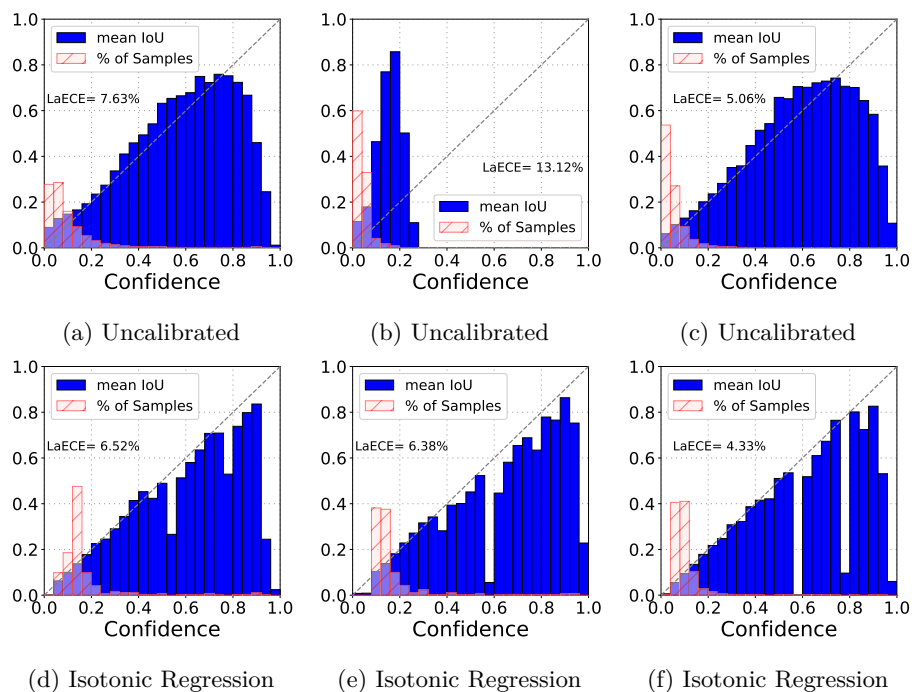 1.0
0.8
0.6
0.4
0.2
0.0
mean IoU
% of Samples
LaECE= 7.63%
0.0 0.2 0.4 0.6 0.8 1.0
Confidence
(a) Uncalibrated
1.0
0.8
0.6
0.4
0.2
0.0
LaECE= 13.12%
mean IoU
% of Samples
0.0 0.2 0.4 0.6 0.8 1.0
Confidence
(b) Uncalibrated
1.0
0.8
0.6
0.4
0.2
0.0
mean IoU
% of Samples
LaECE= 5.06%
0.0 0.2 0.4 0.6 0.8 1.0
Confidence
(c) Uncalibrated
1.0
0.8
0.6
0.4
0.2
0.0
mean IoU
% of Samples
LaECE= 6.52%
0.0 0.2 0.4 0.6 0.8 1.0
Confidence
(d) Isotonic Regression
1.0
0.8
0.6
0.4
0.2
0.0
mean IoU
% of Samples
LaECE= 6.38%
0.0 0.2 0.4 0.6 0.8 1.0
Confidence
(e) Isotonic Regression
1.0
0.8
0.6
0.4
0.2
0.0
mean IoU
% of Samples
LaECE= 4.33%
0.0 0.2 0.4 0.6 0.8 1.0
Confidence
(f) Isotonic Regression